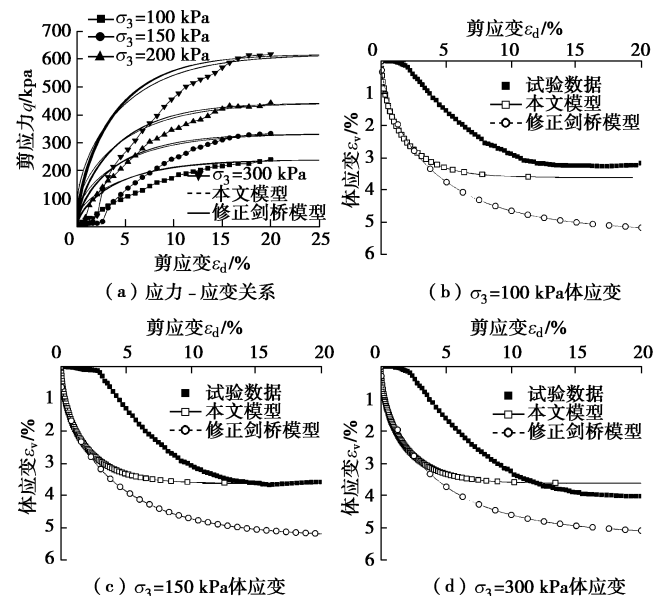 σ₃=100 kPa
σ₃=150 kPa
σ₃=200 kPa
σ₃=300 kPa
本文模型
修正剑桥模型
剪应力q/kpa
700
600
500
400
300
200
100
0
5
10
15
20
25
剪应变εd/%
(a) 应力-应变关系
剪应变εd/%
0
5
10
15
20
试验数据
本文模型
修正剑桥模型
体应变εv/%
1
2
3
4
5
6
(b) σ₃=100 kPa体应变
剪应变εd/%
0
5
10
15
20
试验数据
本文模型
修正剑桥模型
体应变εv/%
1
2
3
4
5
6
(c) σ₃=150 kPa体应变
剪应变εd/%
0
5
10
15
20
试验数据
本文模型
修正剑桥模型
体应变εv/%
1
2
3
4
5
6
(d) σ₃=300 kPa体应变